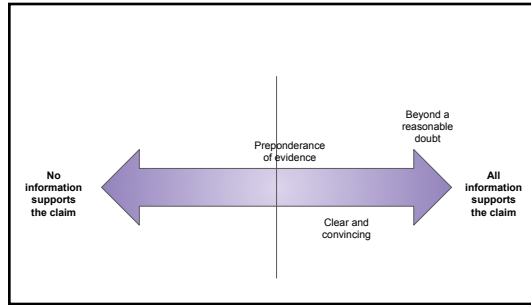 Beyond a
reasonable
doubt
Preponderance
of evidence
No
information
supports
the claim
All
information
supports
the claim
Clear and
convincing